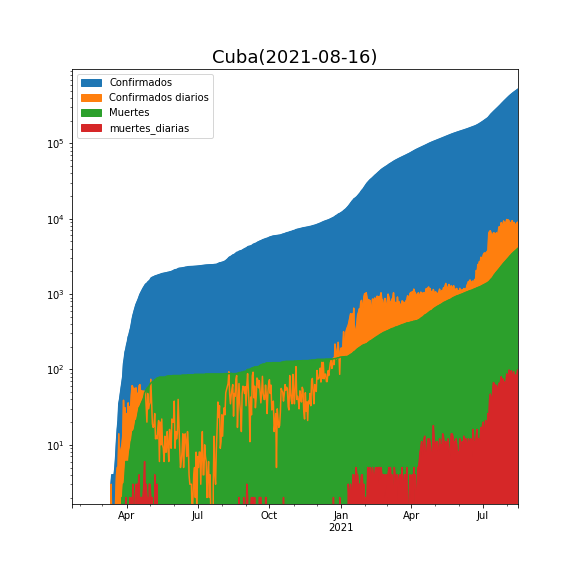 Cuba(2021-08-16)
Confirmados
Confirmados diarios
Muertes
muertes_diarias
10^5
10^4
10^3
10^2
10^1
Apr Jul Oct Jan Apr Jul
2021